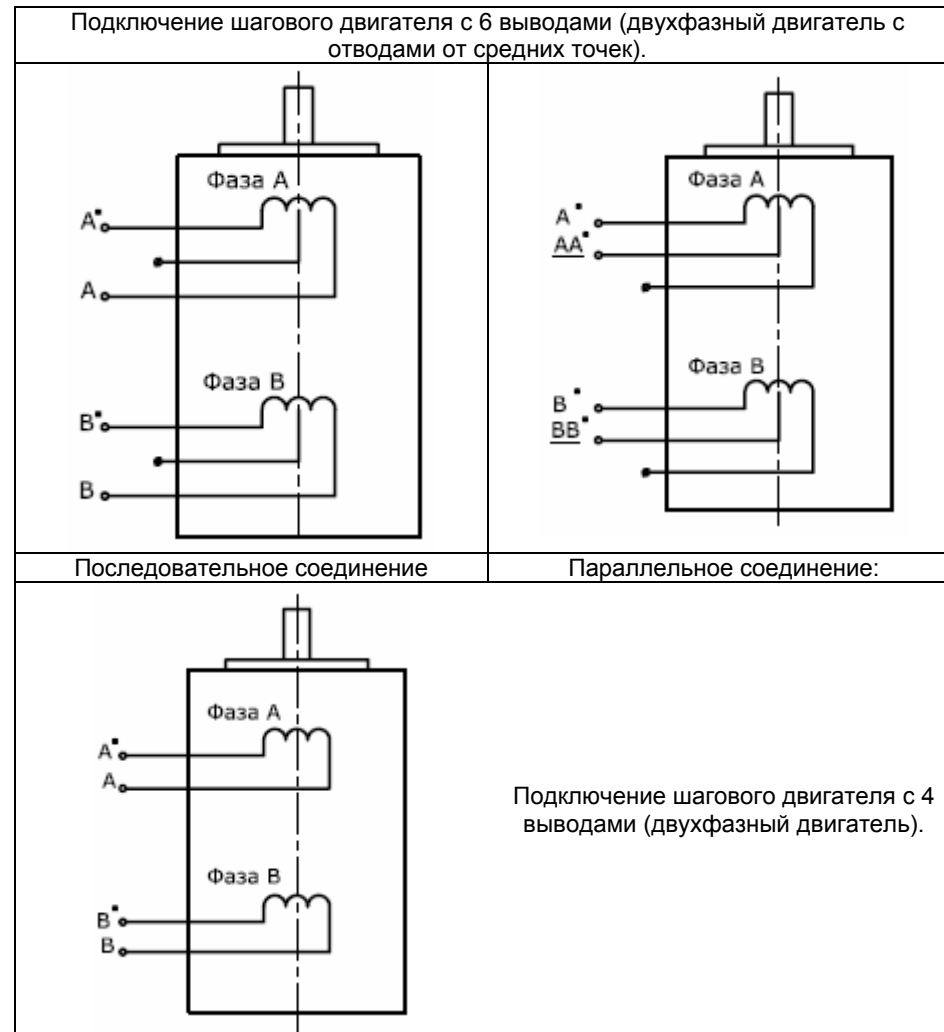 Подключение шагового двигателя с 6 выводами (двухфазный двигатель с
отводами от средних точек).
Фаза А
А▪
А
Фаза В
В▪
В
Фаза А
А▪
АА▪
Фаза В
В▪
ВВ▪
Последовательное соединение
Параллельное соединение:
Фаза А
А▪
А
Фаза В
В▪
В
Подключение шагового двигателя с 4
выводами (двухфазный двигатель).